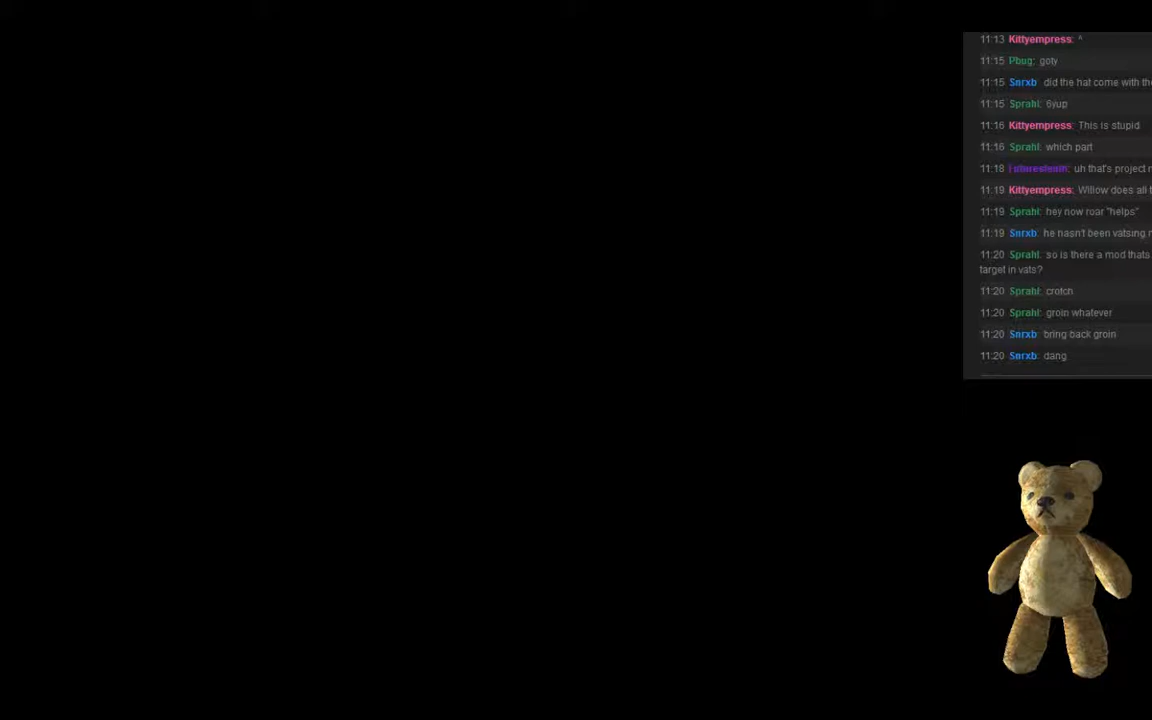 11:13 Kittyempress: ^
11:15 Pbug: goty
11:15 Snrxb: did the hat come with the
11:15 Sprahl: 6yup
11:16 Kittyempress: This is stupid
11:16 Sprahl: which part
11:18 uh that's project
11:19 Kittyempress: Willow does all
11:19 Sprahl: hey now roar "helps"
11:19 Snrxb: he hasn't been vatsing
11:20 Sprahl: so is there a mod thats
target in vats?
11:20 Sprahl: crotch
11:20 Sprahl: groin whatever
11:20 Snrxb: bring back groin
11:20 Snrxb: dang